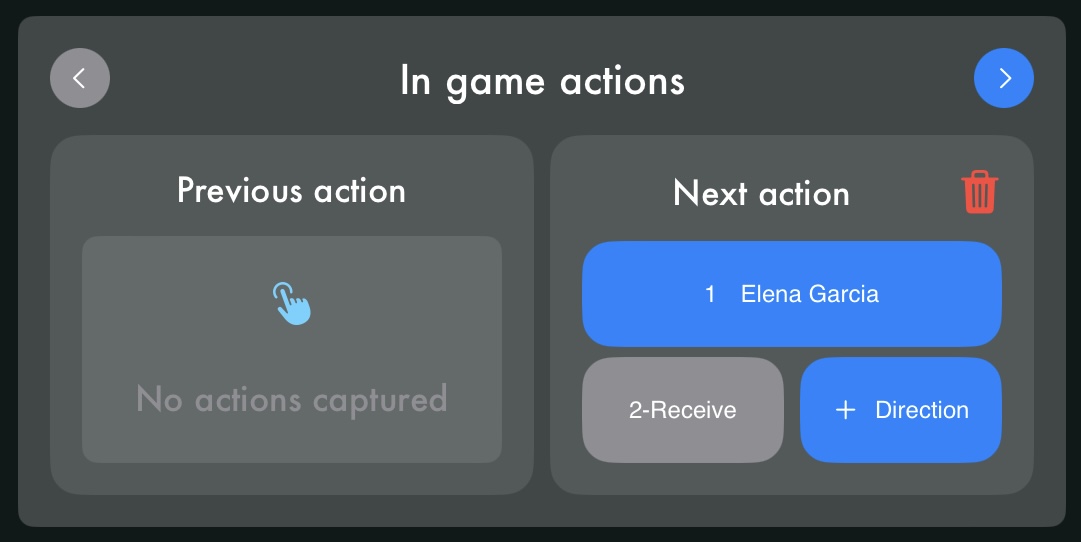 In game actions
Previous action
No actions captured
Next action
1 Elena Garcia
2-Receive
+ Direction